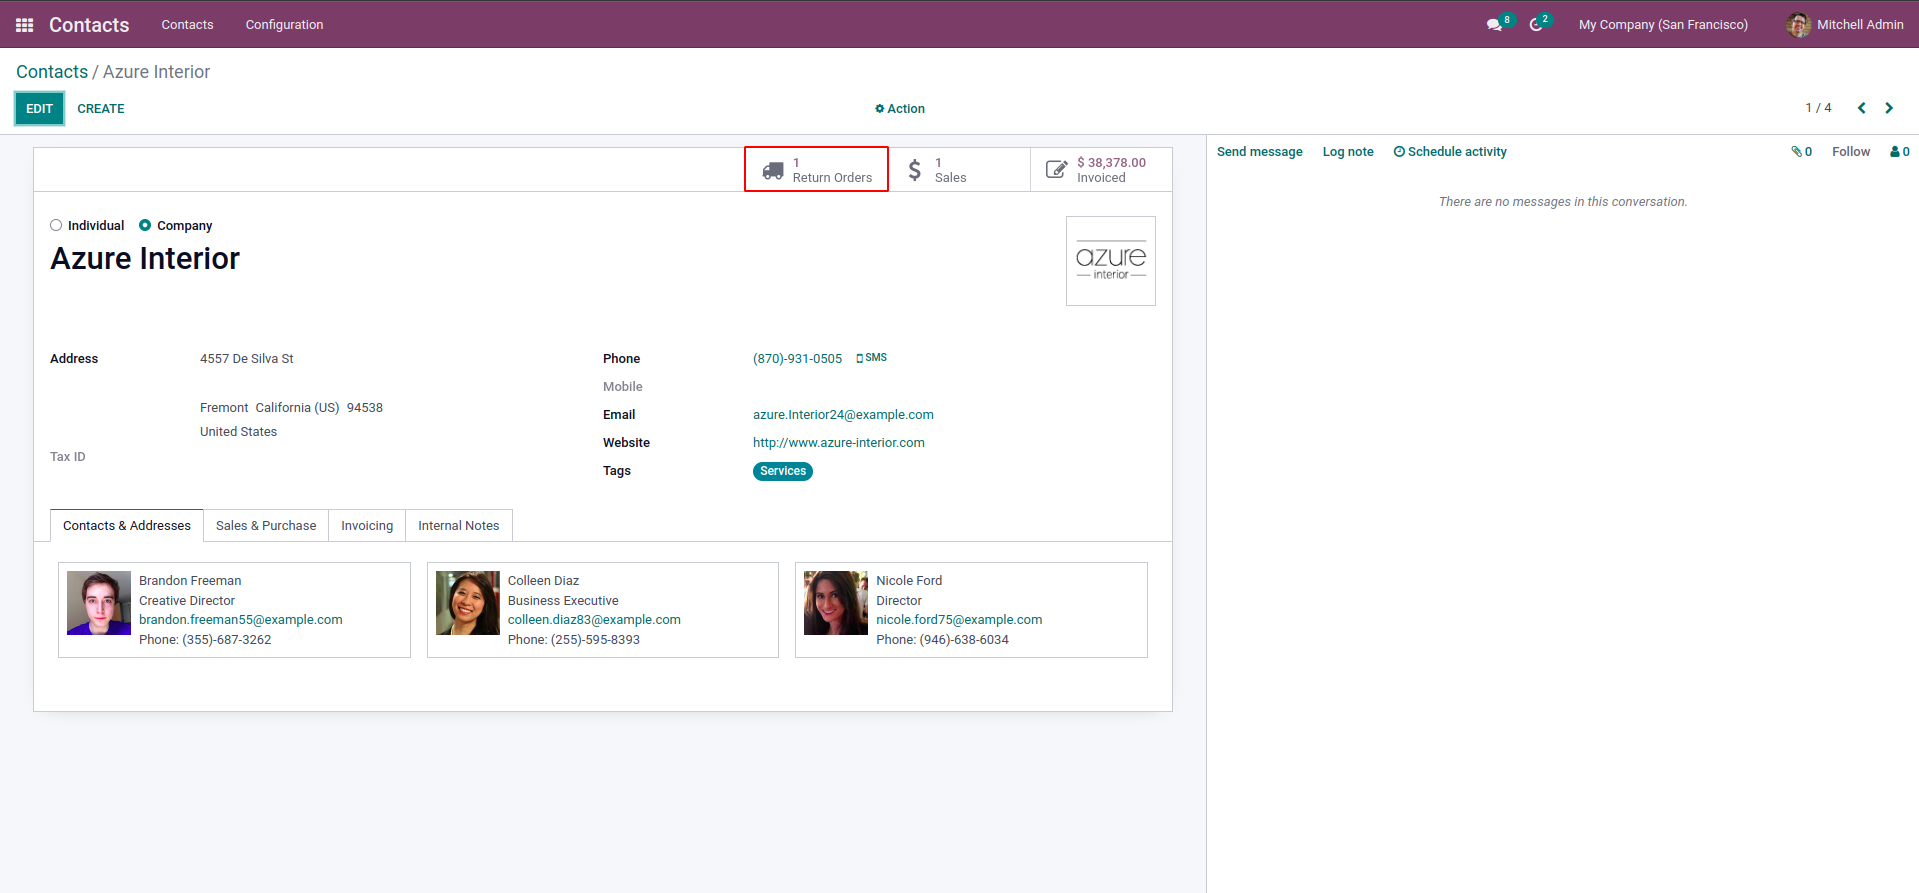 Contacts Contacts Configuration 8 2 My Company (San Francisco) Mitchell Admin
Contacts / Azure Interior
EDIT CREATE Action 1 / 4
1
Return Orders
1
Sales
$ 38,378.00
Invoiced
Send message Log note Schedule activity 0 Follow 0
There are no messages in this conversation.
Individual Company
Azure Interior
azure
interior
Address 4557 De Silva St
Fremont California (US) 94538
United States
Tax ID
Phone (870)-931-0505 SMS
Mobile
Email azure.Interior24@example.com
Website http://www.azure-interior.com
Tags Services
Contacts & Addresses Sales & Purchase Invoicing Internal Notes
Brandon Freeman
Creative Director
brandon.freeman55@example.com
Phone: (355)-687-3262
Colleen Diaz
Business Executive
colleen.diaz83@example.com
Phone: (255)-595-8393
Nicole Ford
Director
nicole.ford75@example.com
Phone: (946)-638-6034